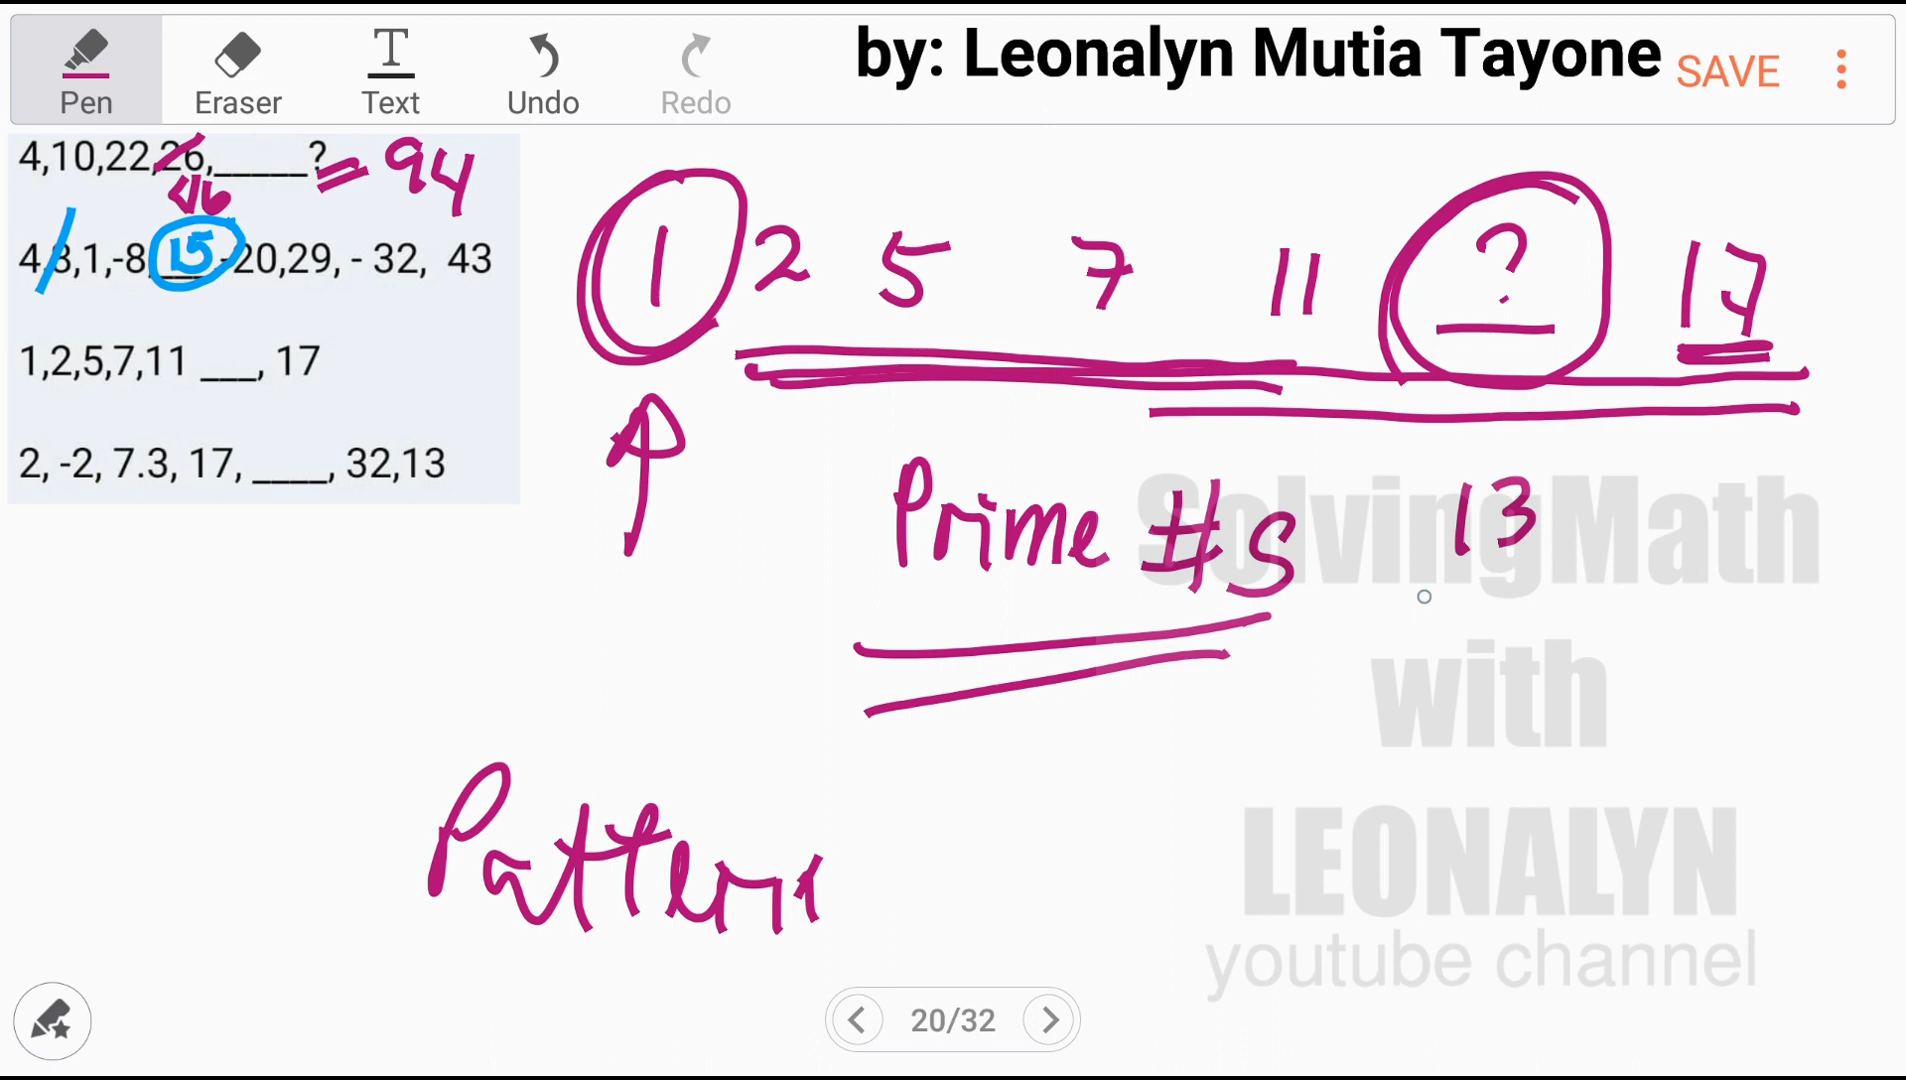 by: Leonalyn Mutia Tayone
SAVE
Pen
Eraser
Text
Undo
Redo
4,10,22,26,_____? = 94
46
4,3,1,-8, 15 -20,29, - 32, 43
1,2,5,7,11 ___, 17
2, -2, 7.3, 17, ____, 32,13
1 2 5 7 11 ? 17
Prime #s 13
SolvingMath
with
LEONALYN
youtube channel
Pattern
20/32